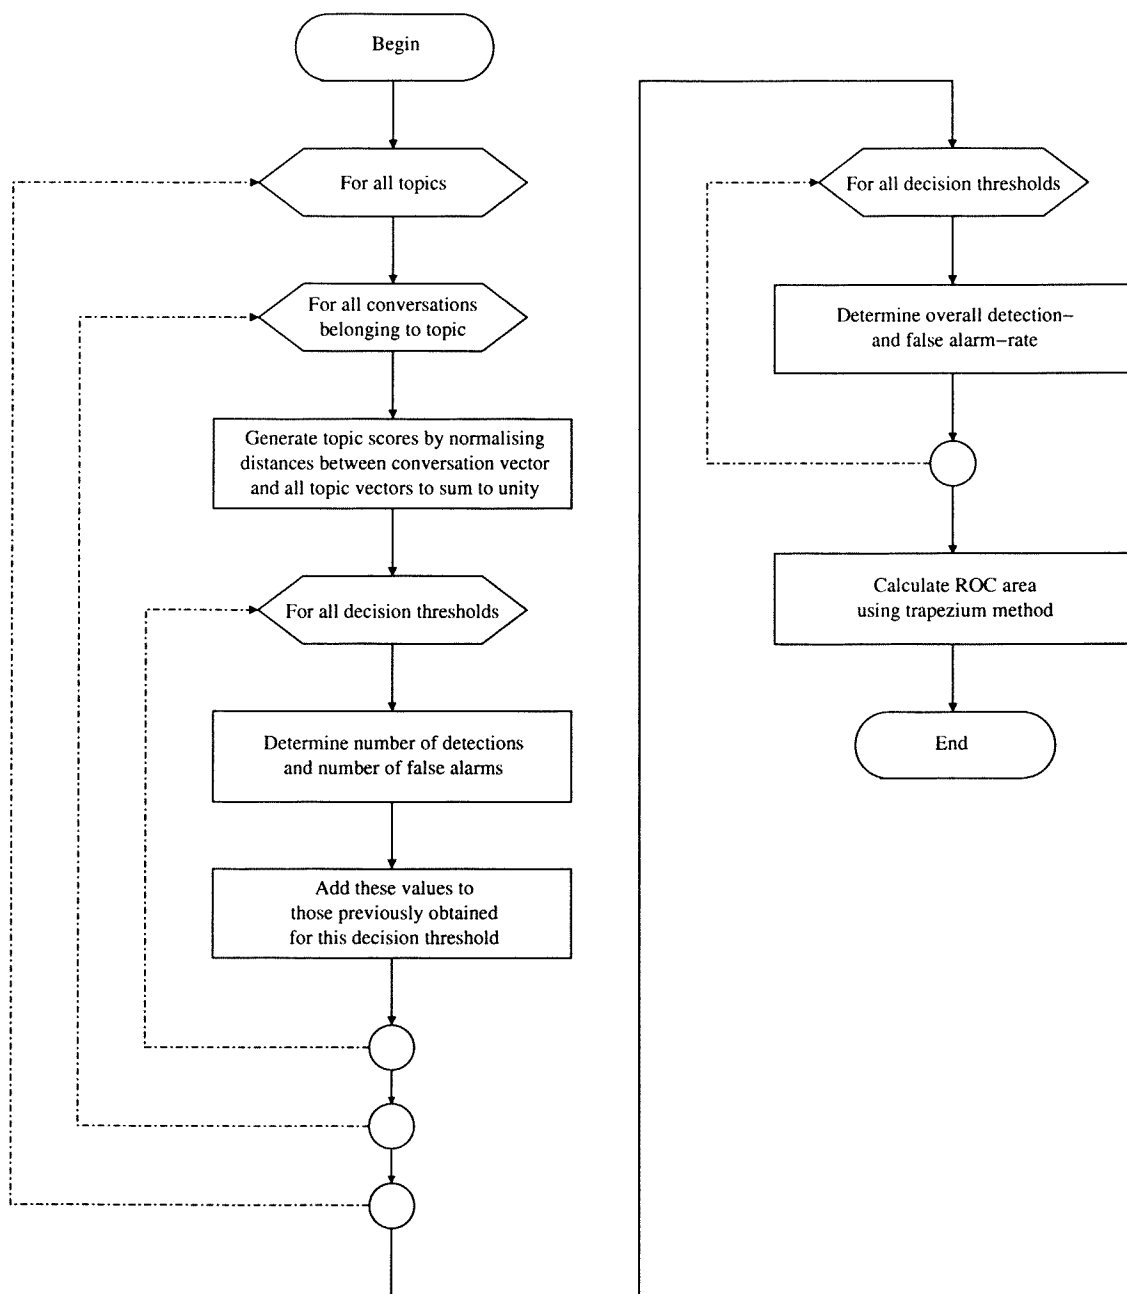 Begin
For all topics
For all conversations
belonging to topic
Generate topic scores by normalising
distances between conversation vector
and all topic vectors to sum to unity
For all decision thresholds
Determine number of detections
and number of false alarms
Add these values to
those previously obtained
for this decision threshold
For all decision thresholds
Determine overall detection−
and false alarm−rate
Calculate ROC area
using trapezium method
End